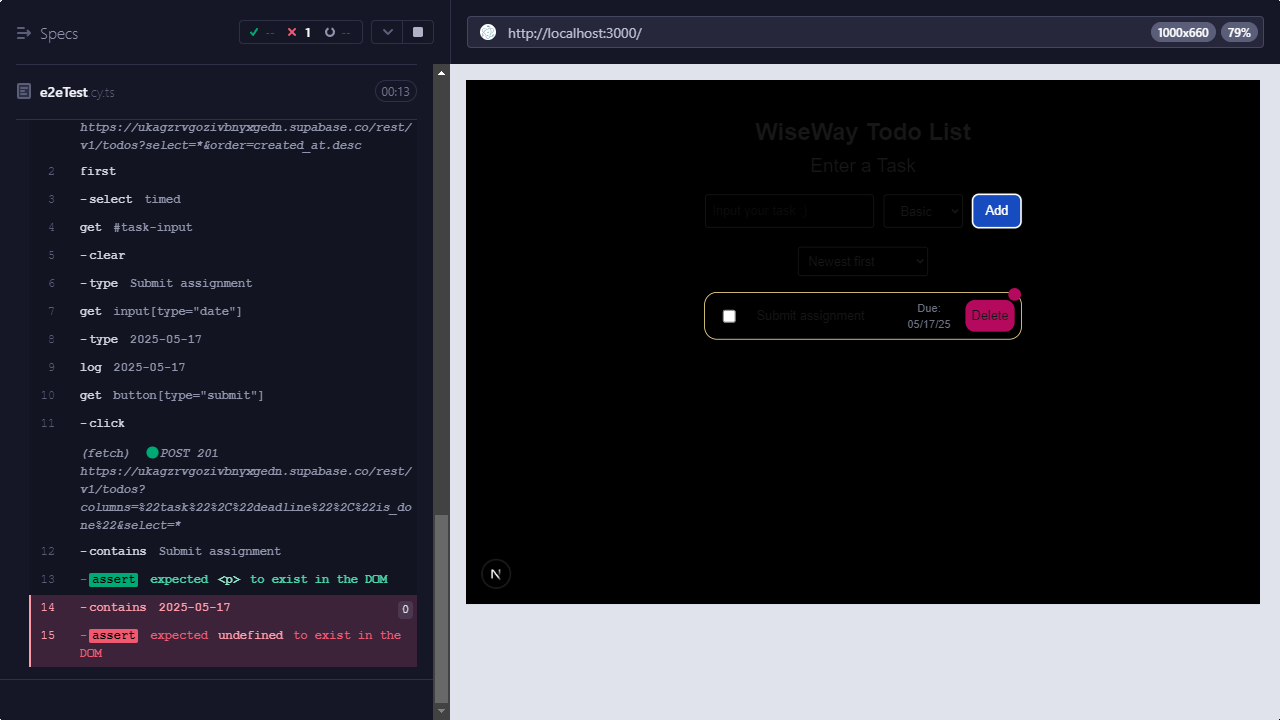 Specs
-- 1 --
http://localhost:3000/
1000x660 79%
e2eTest.cy.ts
00:13
https://ukagzrvgozivbnyxgedn.supabase.co/rest/
v1/todos?select=*&order=created_at.desc
2 first
3 -select timed
4 get #task-input
5 -clear
6 -type Submit assignment
7 get input[type="date"]
8 -type 2025-05-17
9 log 2025-05-17
10 get button[type="submit"]
11 -click
(fetch) POST 201
https://ukagzrvgozivbnyxgedn.supabase.co/rest/
v1/todos?
columns=%22task%22%2C%22deadline%22%2C%22is_do
ne%22&select=*
12 -contains Submit assignment
13 -assert expected <p> to exist in the DOM
14 -contains 2025-05-17 0
15 -assert expected undefined to exist in the
DOM
WiseWay Todo List
Enter a Task
Input your task :)
Basic
Add
Newest first
Submit assignment
Due:
05/17/25
Delete
N